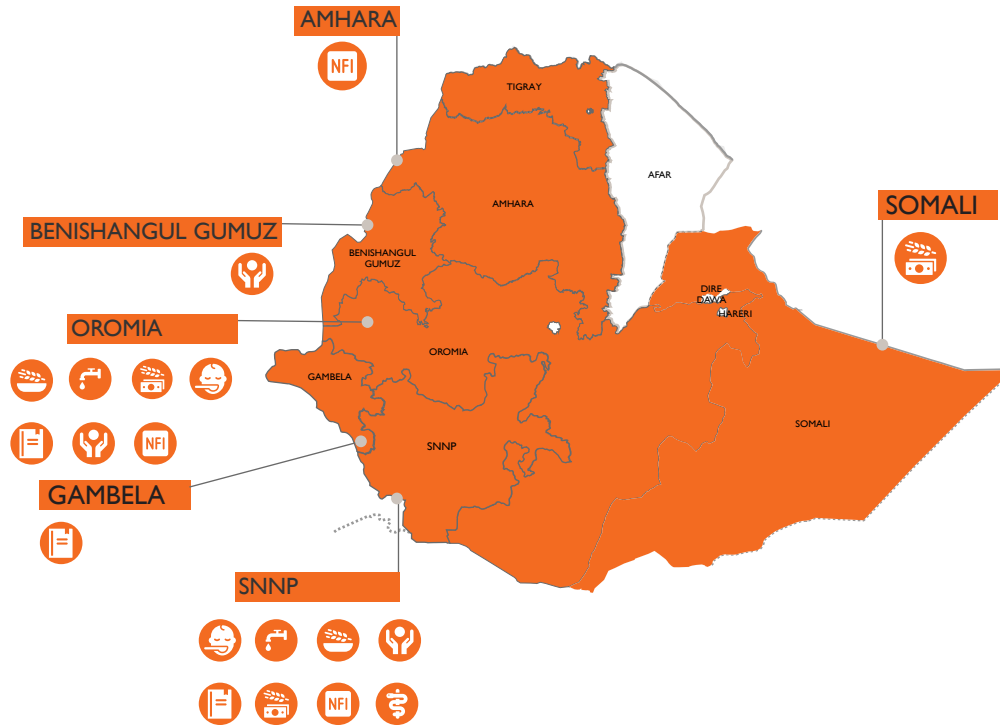 AMHARA
NFI
TIGRAY
AFAR
AMHARA
SOMALI
BENISHANGUL GUMUZ
BENISHANGUL
GUMUZ
DIRE
DAWA
HARERI
OROMIA
OROMIA
GAMBELA
SOMALI
NFI
SNNP
GAMBELA
SNNP
NFI